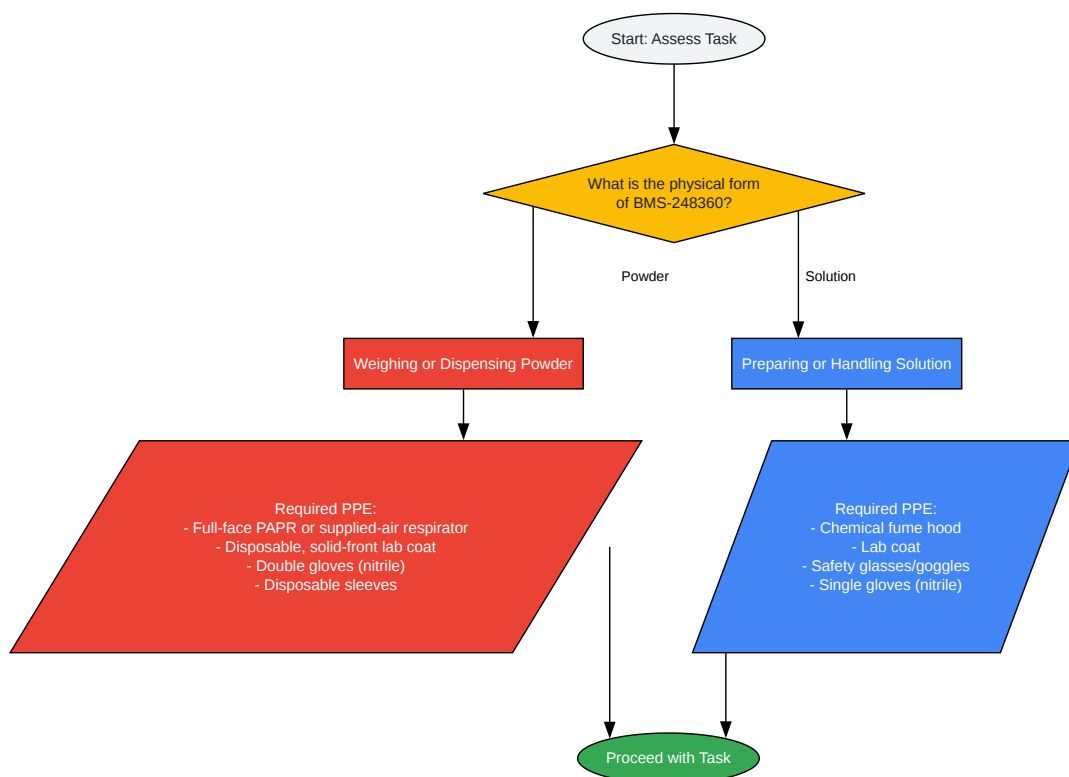 Start: Assess Task
What is the physical form
of BMS-248360?
Powder
Solution
Weighing or Dispensing Powder
Preparing or Handling Solution
Required PPE:
- Full-face PAPR or supplied-air respirator
- Disposable, solid-front lab coat
- Double gloves (nitrile)
- Disposable sleeves
Required PPE:
- Chemical fume hood
- Lab coat
- Safety glasses/goggles
- Single gloves (nitrile)
Proceed with Task